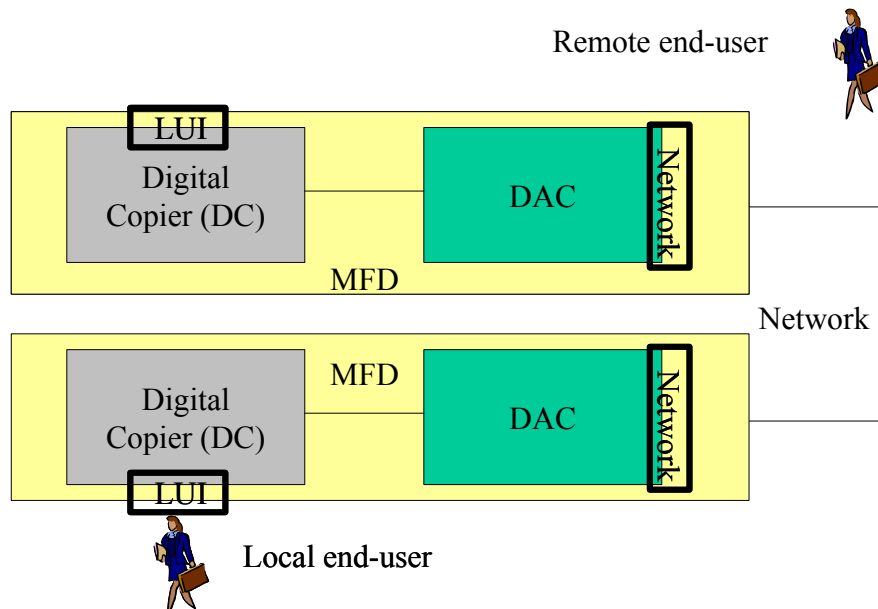 Remote end-user
LUI
Digital
Copier (DC)
DAC
Network
MFD
Network
MFD
Digital
Copier (DC)
DAC
Network
LUI
Local end-user